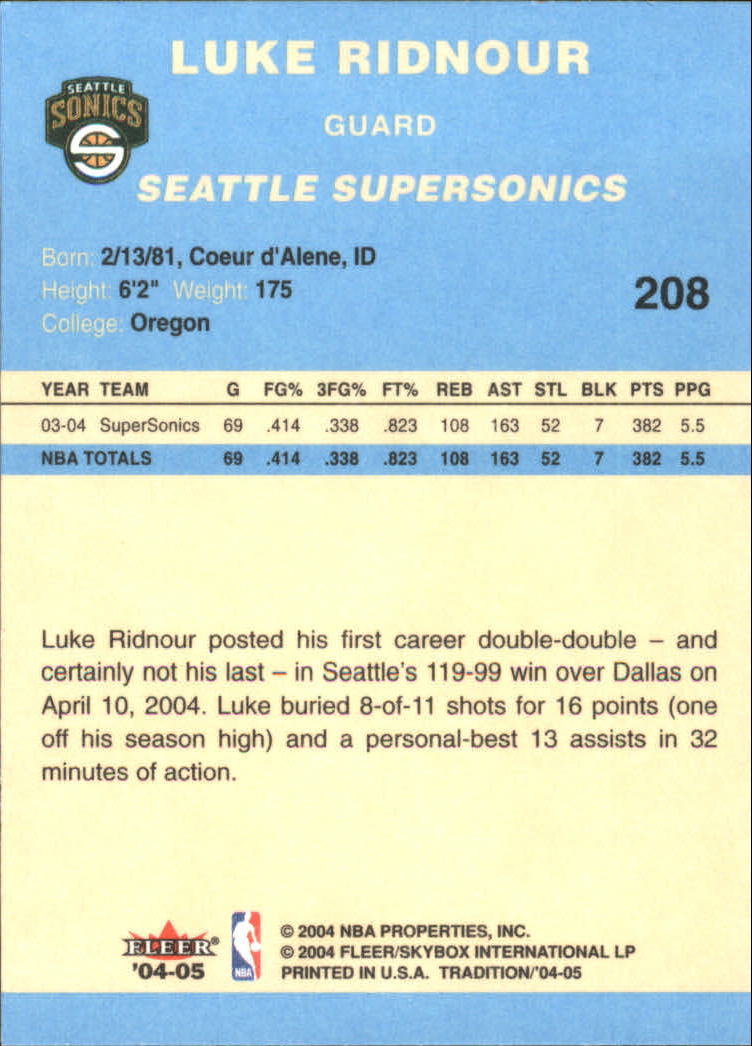 LUKE RIDNOUR
SEATTLE
SONICS
GUARD
SEATTLE SUPERSONICS
Born: 2/13/81, Coeur d'Alene, ID
Height: 6'2" Weight: 175
208
College: Oregon
YEAR TEAM G FG% 3FG% FT% REB AST STL BLK PTS PPG
03-04 SuperSonics 69 .414 .338 .823 108 163 52 7 382 5.5
NBA TOTALS 69 .414 .338 .823 108 163 52 7 382 5.5
Luke Ridnour posted his first career double-double – and
certainly not his last – in Seattle's 119-99 win over Dallas on
April 10, 2004. Luke buried 8-of-11 shots for 16 points (one
off his season high) and a personal-best 13 assists in 32
minutes of action.
FLEER®
'04-05
NBA
© 2004 NBA PROPERTIES, INC.
© 2004 FLEER/SKYBOX INTERNATIONAL LP
PRINTED IN U.S.A. TRADITION/'04-05